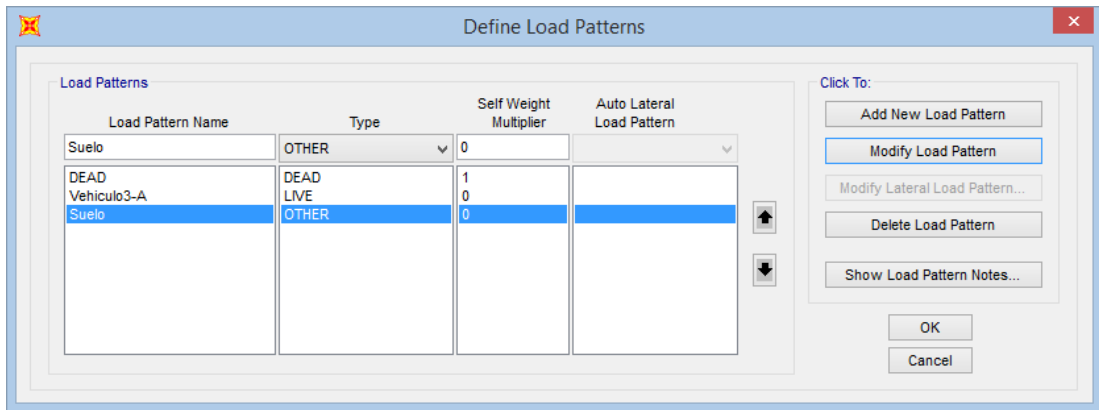 Define Load Patterns
Load Patterns
Load Pattern Name Type Self Weight Multiplier Auto Lateral Load Pattern
Suelo OTHER 0
DEAD DEAD 1
Vehiculo3-A LIVE 0
Suelo OTHER 0
Click To:
Add New Load Pattern
Modify Load Pattern
Modify Lateral Load Pattern...
Delete Load Pattern
Show Load Pattern Notes...
OK
Cancel